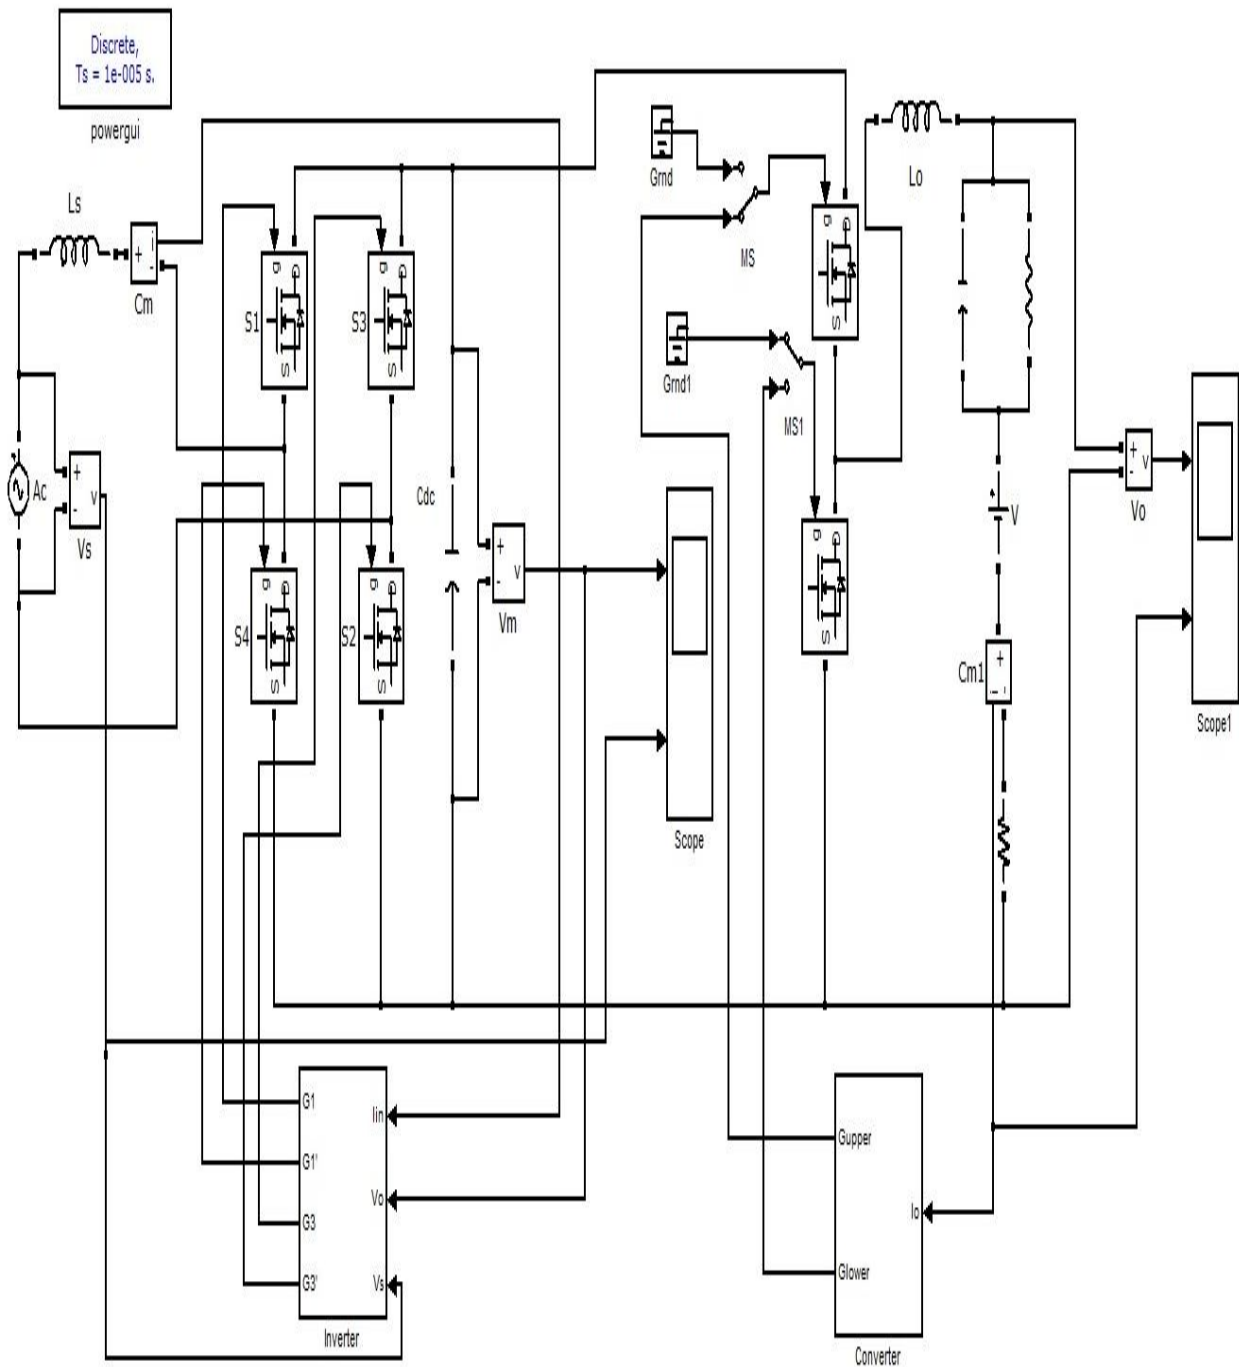 Discrete,
Ts = 1e-005 s.
powergui
Ls
+
i
-
Cm
Ac
+
v
-
Vs
S1
g
D
S
S3
g
D
S
S4
g
D
S
S2
g
D
S
Cdc
+
v
-
Vm
Scope
Grnd
MS
Grnd1
MS1
g
D
S
g
D
S
Lo
V
+
i
-
Cm1
+
v
-
Vo
Scope1
G1
Iin
G1'
Vo
G3
G3'
Vs
Inverter
Gupper
Io
Glower
Converter